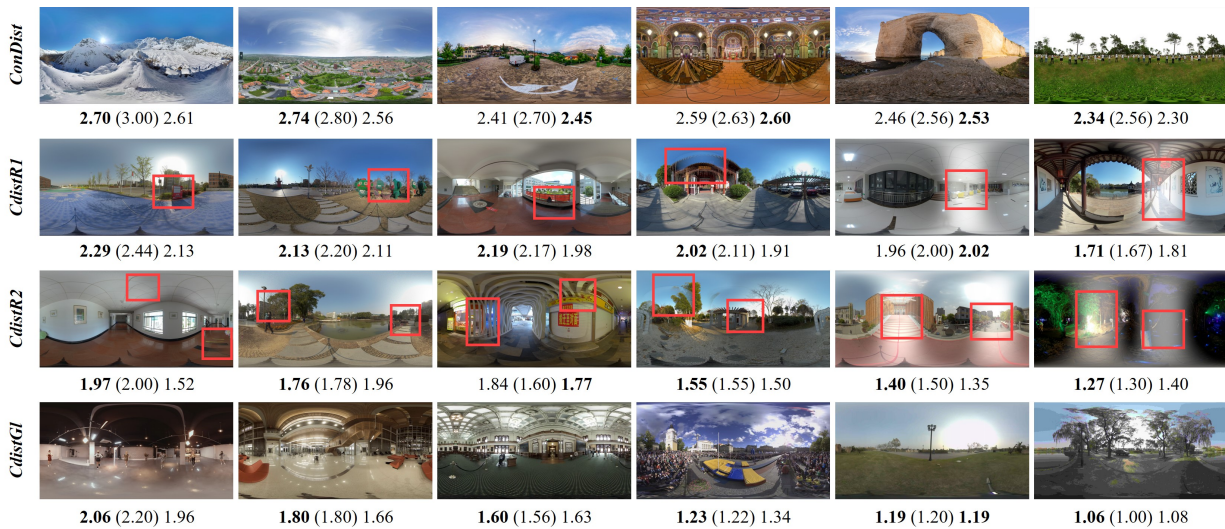 ConDist
2.70 (3.00) 2.61
2.74 (2.80) 2.56
2.41 (2.70) 2.45
2.59 (2.63) 2.60
2.46 (2.56) 2.53
2.34 (2.56) 2.30
CdistR1
2.29 (2.44) 2.13
2.13 (2.20) 2.11
2.19 (2.17) 1.98
2.02 (2.11) 1.91
1.96 (2.00) 2.02
1.71 (1.67) 1.81
CdistR2
1.97 (2.00) 1.52
1.76 (1.78) 1.96
1.84 (1.60) 1.77
1.55 (1.55) 1.50
1.40 (1.50) 1.35
1.27 (1.30) 1.40
CdistGl
2.06 (2.20) 1.96
1.80 (1.80) 1.66
1.60 (1.56) 1.63
1.23 (1.22) 1.34
1.19 (1.20) 1.19
1.06 (1.00) 1.08